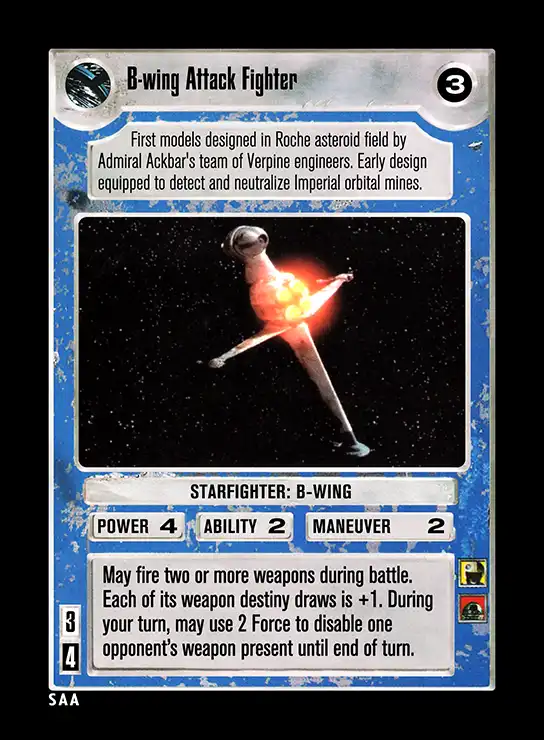 B-wing Attack Fighter
3
First models designed in Roche asteroid field by
Admiral Ackbar's team of Verpine engineers. Early design
equipped to detect and neutralize Imperial orbital mines.
STARFIGHTER: B-WING
POWER 4 ABILITY 2 MANEUVER 2
May fire two or more weapons during battle.
Each of its weapon destiny draws is +1. During
your turn, may use 2 Force to disable one
opponent's weapon present until end of turn.
3
4
SAA